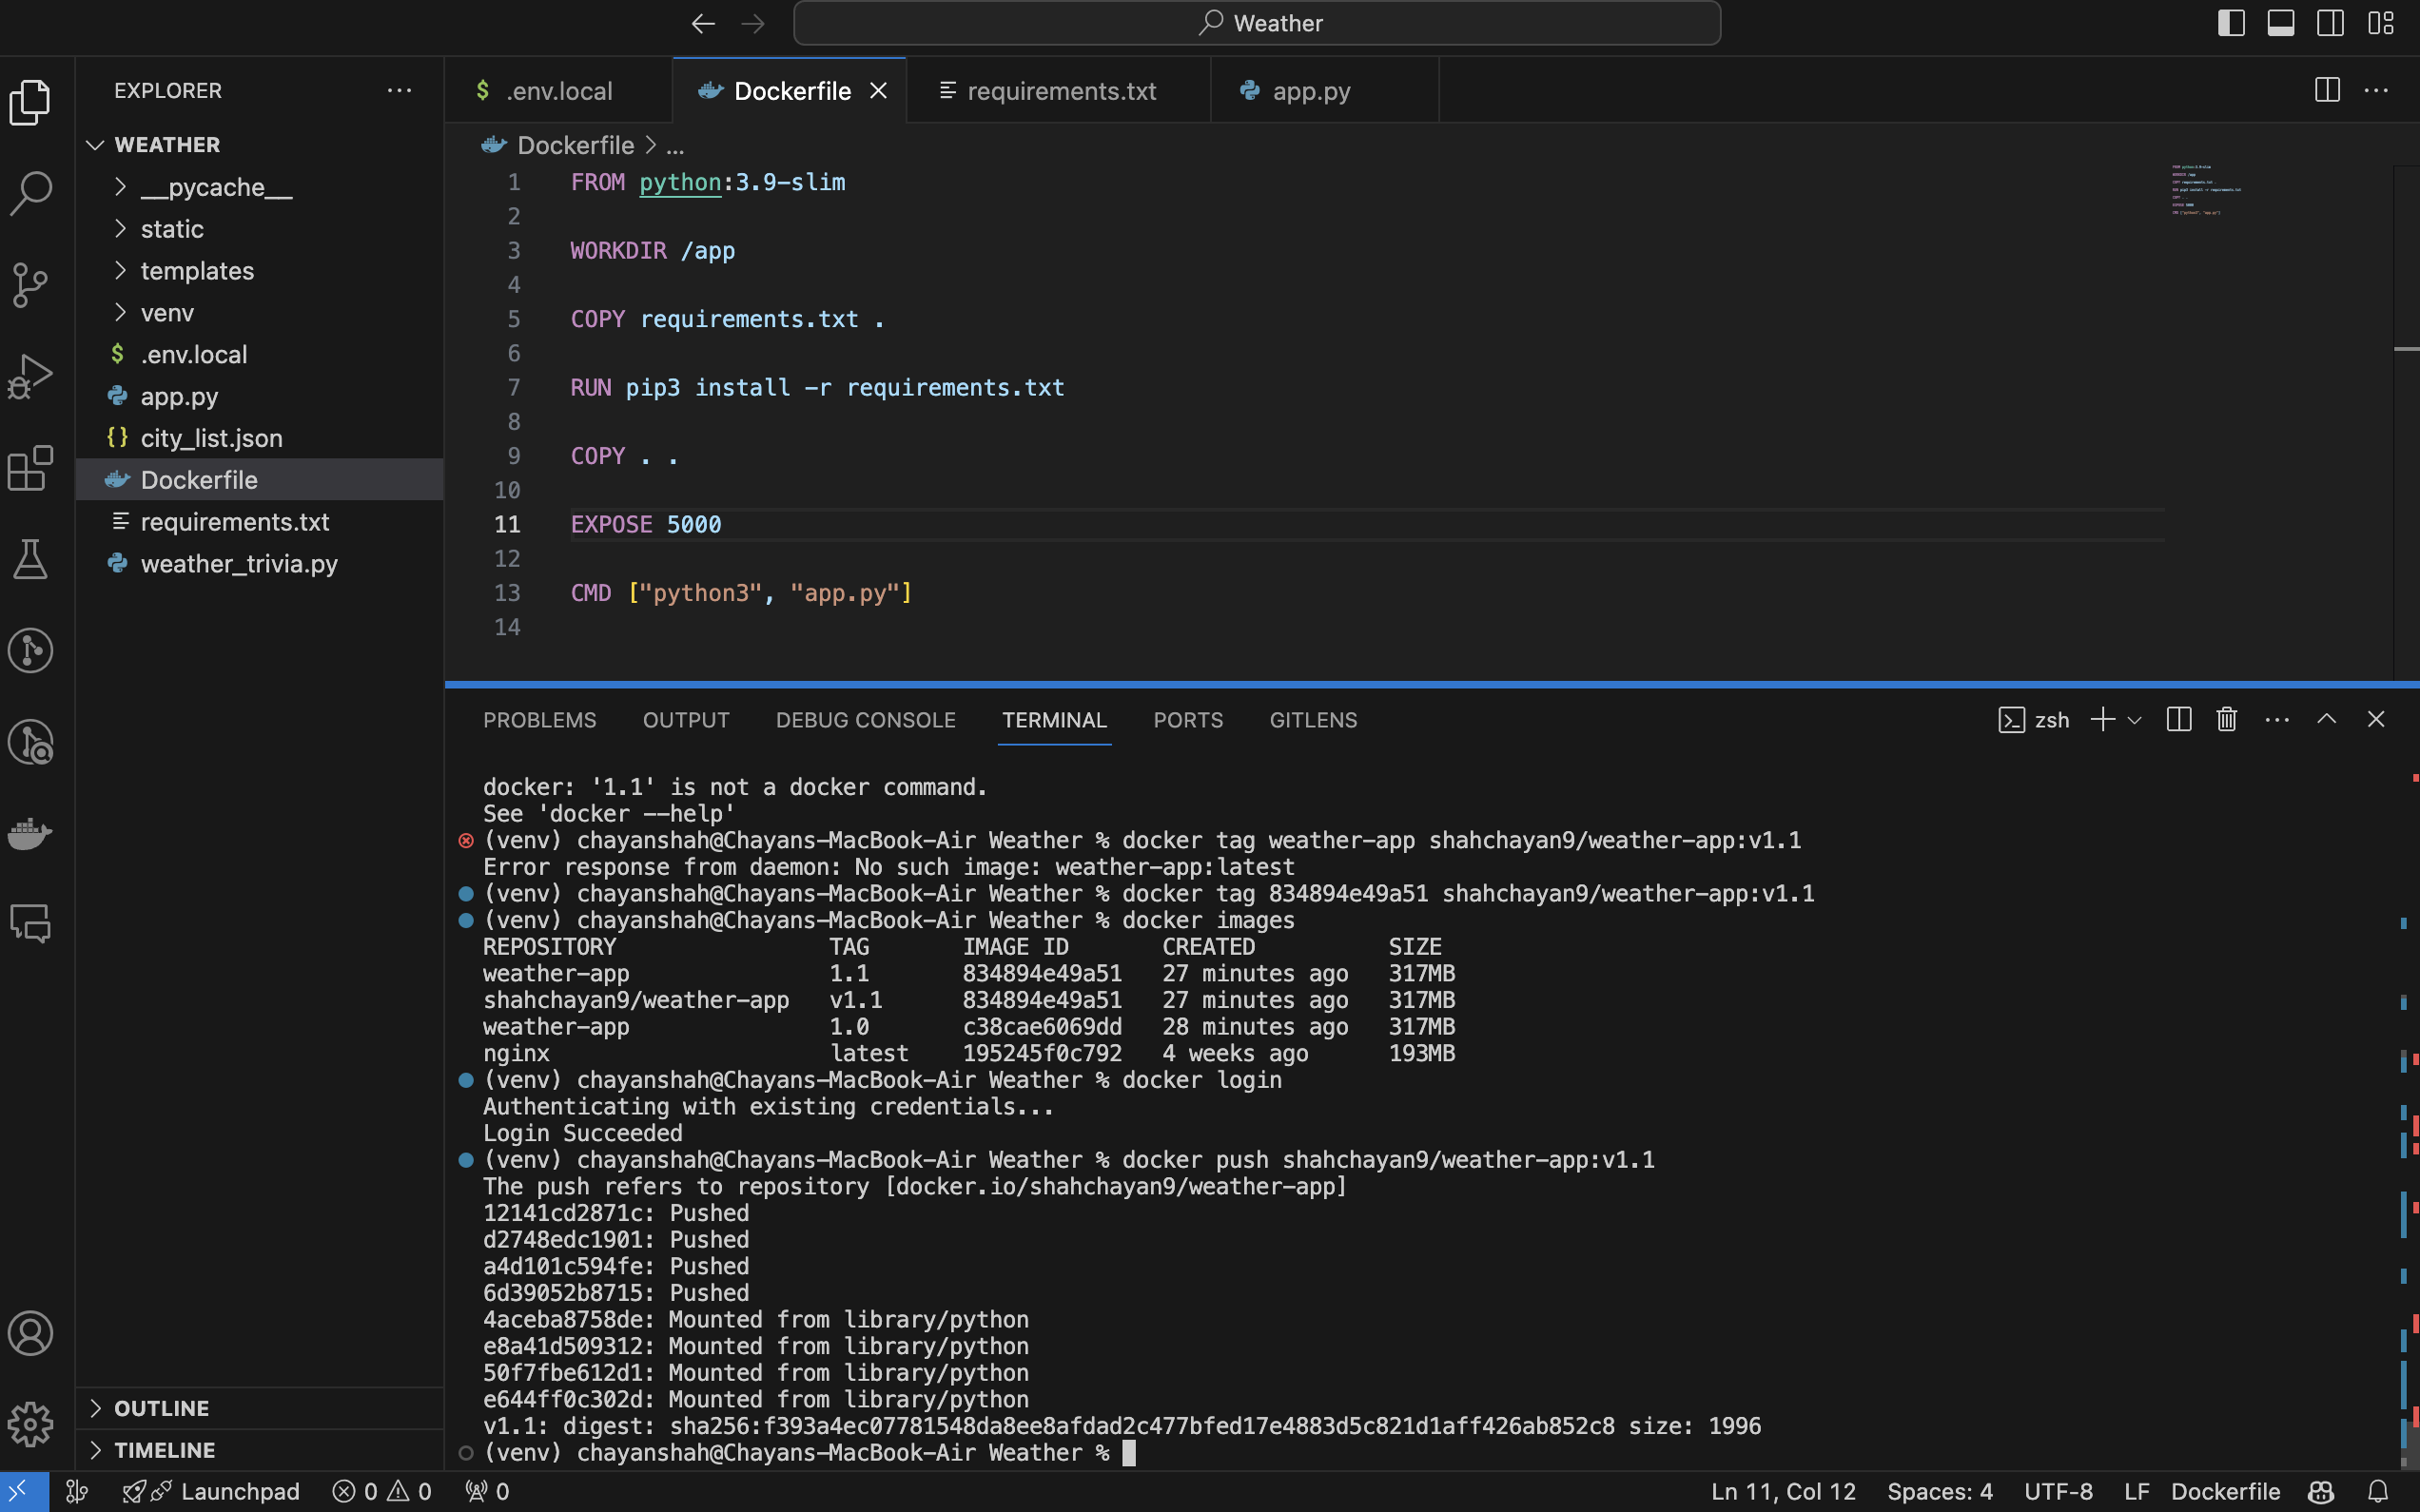 Weather
EXPLORER
WEATHER
__pycache__
static
templates
venv
$ .env.local
app.py
{} city_list.json
Dockerfile
requirements.txt
weather_trivia.py
OUTLINE
TIMELINE
$ .env.local
Dockerfile
requirements.txt
app.py
Dockerfile > ...
1 FROM python:3.9-slim
2
3 WORKDIR /app
4
5 COPY requirements.txt .
6
7 RUN pip3 install -r requirements.txt
8
9 COPY . .
10
11 EXPOSE 5000
12
13 CMD ["python3", "app.py"]
14
PROBLEMS OUTPUT DEBUG CONSOLE TERMINAL PORTS GITLENS
zsh
docker: '1.1' is not a docker command.
See 'docker --help'
(venv) chayanshah@Chayans-MacBook-Air Weather % docker tag weather-app shahchayan9/weather-app:v1.1
Error response from daemon: No such image: weather-app:latest
(venv) chayanshah@Chayans-MacBook-Air Weather % docker tag 834894e49a51 shahchayan9/weather-app:v1.1
(venv) chayanshah@Chayans-MacBook-Air Weather % docker images
REPOSITORY TAG IMAGE ID CREATED SIZE
weather-app 1.1 834894e49a51 27 minutes ago 317MB
shahchayan9/weather-app v1.1 834894e49a51 27 minutes ago 317MB
weather-app 1.0 c38cae6069dd 28 minutes ago 317MB
nginx latest 195245f0c792 4 weeks ago 193MB
(venv) chayanshah@Chayans-MacBook-Air Weather % docker login
Authenticating with existing credentials...
Login Succeeded
(venv) chayanshah@Chayans-MacBook-Air Weather % docker push shahchayan9/weather-app:v1.1
The push refers to repository [docker.io/shahchayan9/weather-app]
12141cd2871c: Pushed
d2748edc1901: Pushed
a4d101c594fe: Pushed
6d39052b8715: Pushed
4aceba8758de: Mounted from library/python
e8a41d509312: Mounted from library/python
50f7fbe612d1: Mounted from library/python
e644ff0c302d: Mounted from library/python
v1.1: digest: sha256:f393a4ec07781548da8ee8afdad2c477bfed17e4883d5c821d1aff426ab852c8 size: 1996
(venv) chayanshah@Chayans-MacBook-Air Weather %
Launchpad 0 0 0
Ln 11, Col 12 Spaces: 4 UTF-8 LF Dockerfile